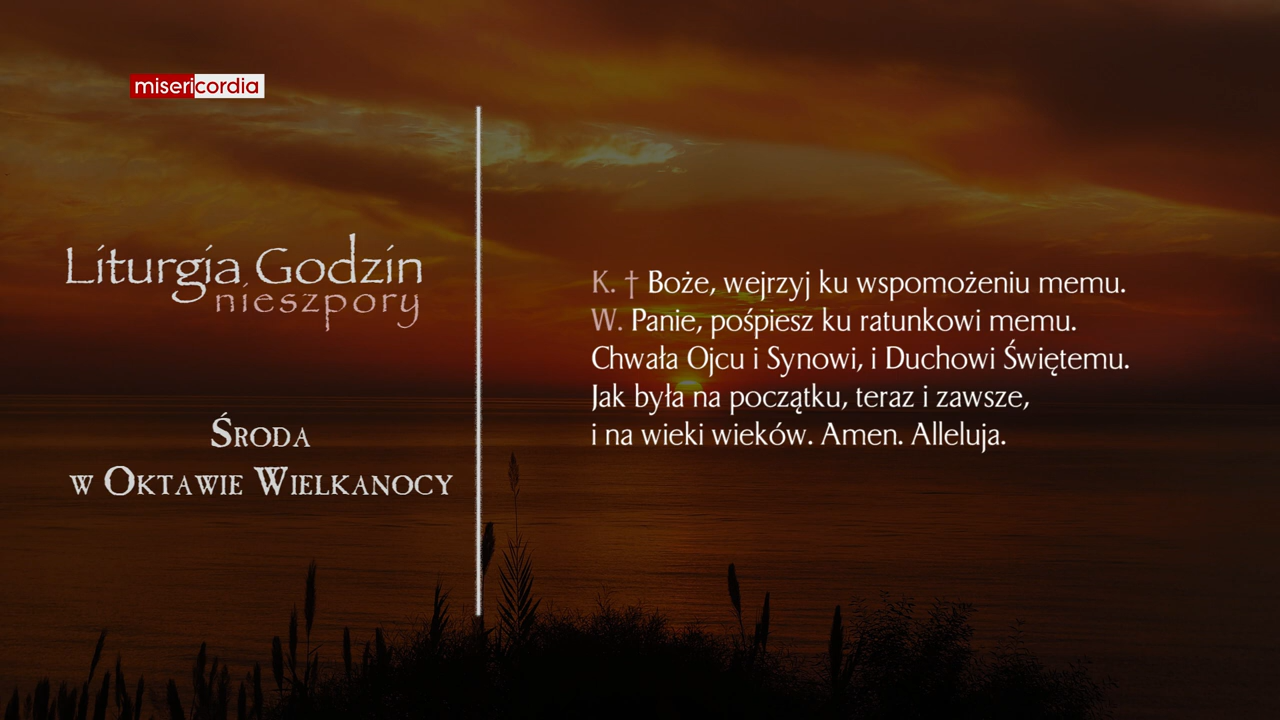 misericordia
Liturgia Godzin
nieszpory
Środa
w Oktawie Wielkanocy
K. † Boże, wejrzyj ku wspomożeniu memu.
W. Panie, pośpiesz ku ratunkowi memu.
Chwała Ojcu i Synowi, i Duchowi Świętemu.
Jak była na początku, teraz i zawsze,
i na wieki wieków. Amen. Alleluja.